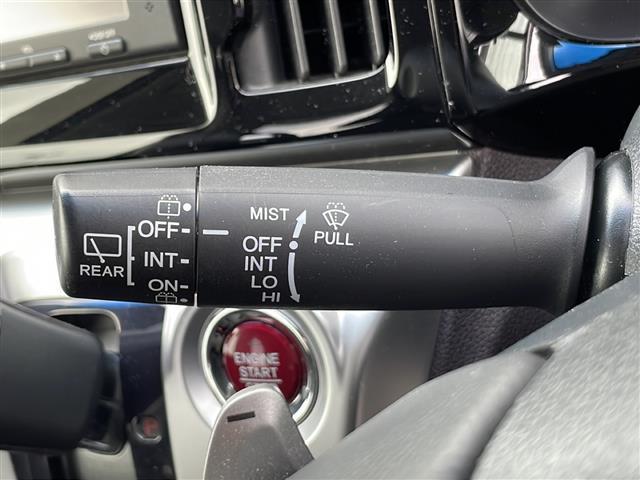 OFF
REAR
INT
ON
MIST
OFF
INT
LO
HI
PULL
ENGINE
START